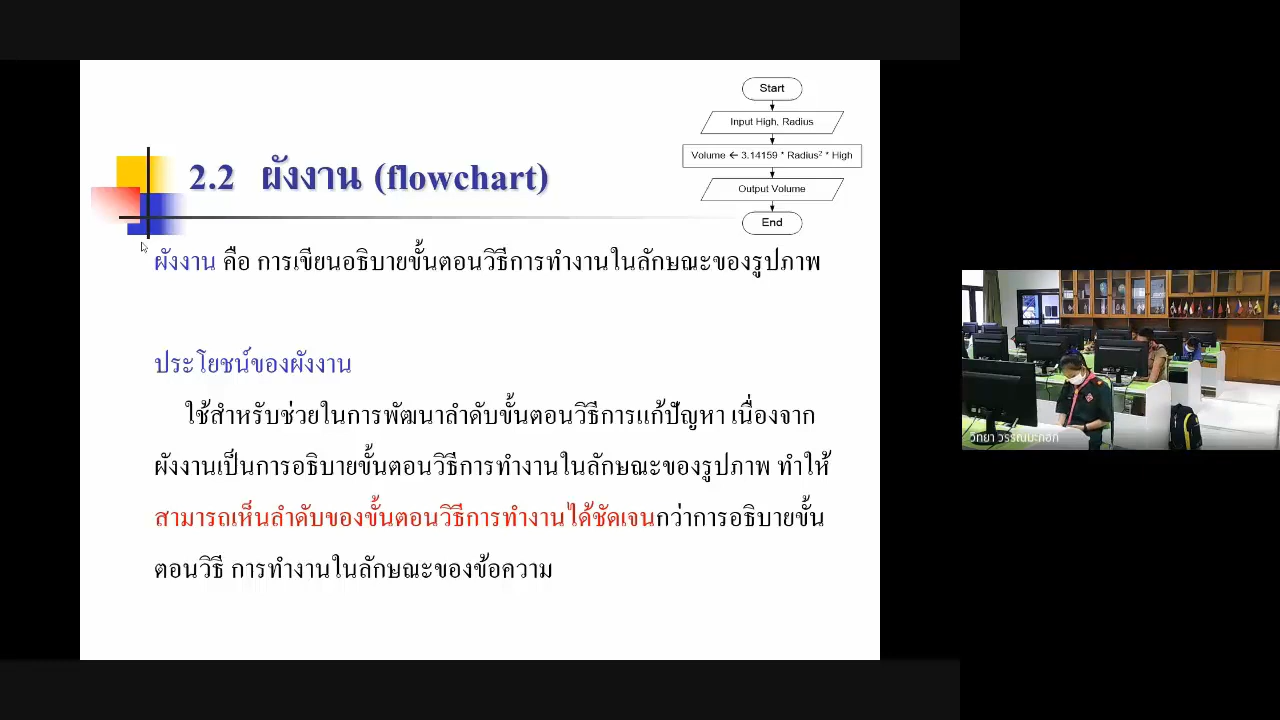 Start
Input High, Radius
Volume ← 3.14159 * Radius² * High
Output Volume
End
2.2 ผังงาน (flowchart)
ผังงาน คือ การเขียนอธิบายขั้นตอนวิธีการทำงานในลักษณะของรูปภาพ
ประโยชน์ของผังงาน
ใช้สำหรับช่วยในการพัฒนาลำดับขั้นตอนวิธีการแก้ปัญหา เนื่องจาก
ผังงานเป็นการอธิบายขั้นตอนวิธีการทำงานในลักษณะของรูปภาพ ทำให้
สามารถเห็นลำดับของขั้นตอนวิธีการทำงานได้ชัดเจนกว่าการอธิบายขั้น
ตอนวิธี การทำงานในลักษณะของข้อความ
วิทยา